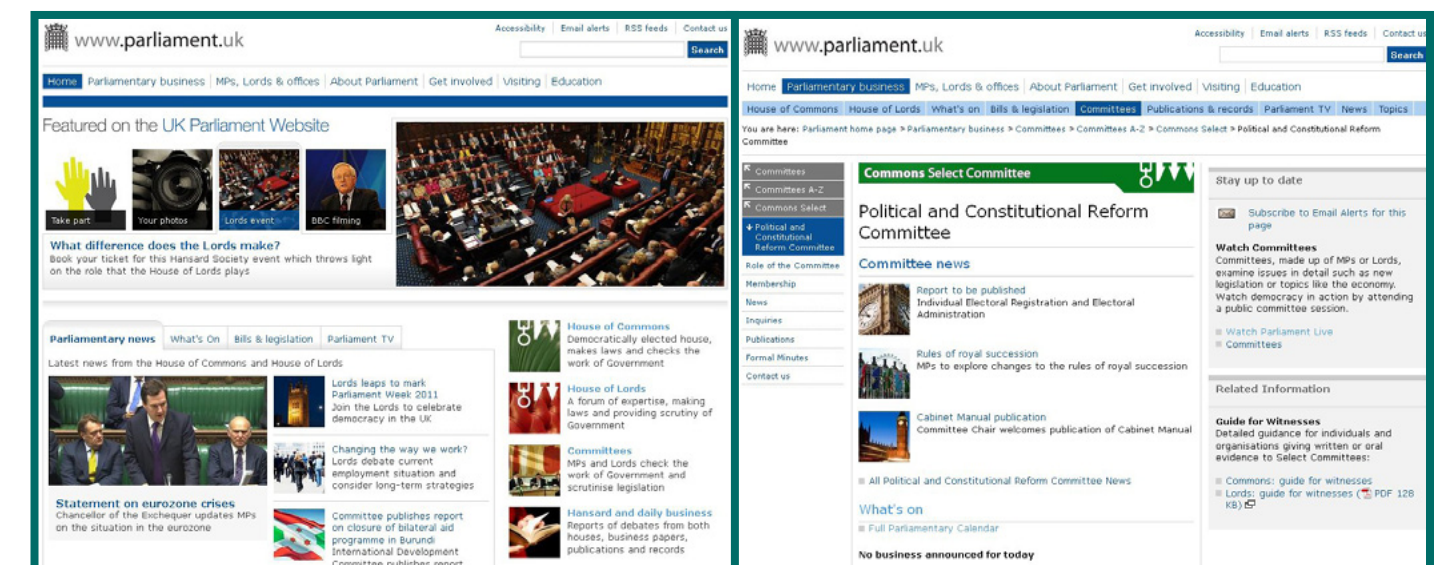 www.parliament.uk
Accessibility | Email alerts | RSS feeds | Contact us
Search
Home Parliamentary business | MPs, Lords & offices | About Parliament | Get involved | Visiting | Education
Featured on the UK Parliament Website
Take part
Your photos
Lords event
BBC filming
What difference does the Lords make?
Book your ticket for this Hansard Society event which throws light
on the role that the House of Lords plays
Parliamentary news
What's On
Bills & legislation
Parliament TV
Latest news from the House of Commons and House of Lords
Statement on eurozone crises
Chancellor of the Exchequer updates MPs
on the situation in the eurozone
Lords leaps to mark
Parliament Week 2011
Join the Lords to celebrate
democracy in the UK
Changing the way we work?
Lords debate current
employment situation and
consider long-term strategies
Committee publishes report
on closure of bilateral aid
programme in Burundi
International Development
Committee publishes report
House of Commons
Democratically elected house,
makes laws and checks the
work of Government
House of Lords
A forum of expertise, making
laws and providing scrutiny of
Government
Committees
MPs and Lords check the
work of Government and
scrutinise legislation
Hansard and daily business
Reports of debates from both
houses, business papers,
publications and records
www.parliament.uk
Accessibility | Email alerts | RSS feeds | Contact us
Search
Home Parliamentary business MPs, Lords & offices | About Parliament | Get involved | Visiting | Education
House of Commons House of Lords What's on Bills & legislation Committees Publications & records Parliament TV News Topics
You are here: Parliament home page > Parliamentary business > Committees > Committees A-Z > Commons Select > Political and Constitutional Reform
Committee
Committees
Committees A-Z
Commons Select
Political and
Constitutional
Reform Committee
Role of the Committee
Membership
News
Inquiries
Publications
Formal Minutes
Contact us
Commons Select Committee
Political and Constitutional Reform
Committee
Committee news
Report to be published
Individual Electoral Registration and Electoral
Administration
Rules of royal succession
MPs to explore changes to the rules of royal succession
Cabinet Manual publication
Committee Chair welcomes publication of Cabinet Manual
All Political and Constitutional Reform Committee News
What's on
Full Parliamentary Calendar
No business announced for today
Stay up to date
Subscribe to Email Alerts for this
page
Watch Committees
Committees, made up of MPs or Lords,
examine issues in detail such as new
legislation or topics like the economy.
Watch democracy in action by attending
a public committee session.
Watch Parliament Live
Committees
Related Information
Guide for Witnesses
Detailed guidance for individuals and
organisations giving written or oral
evidence to Select Committees:
Commons: guide for witnesses
Lords: guide for witnesses ( PDF 128
KB)